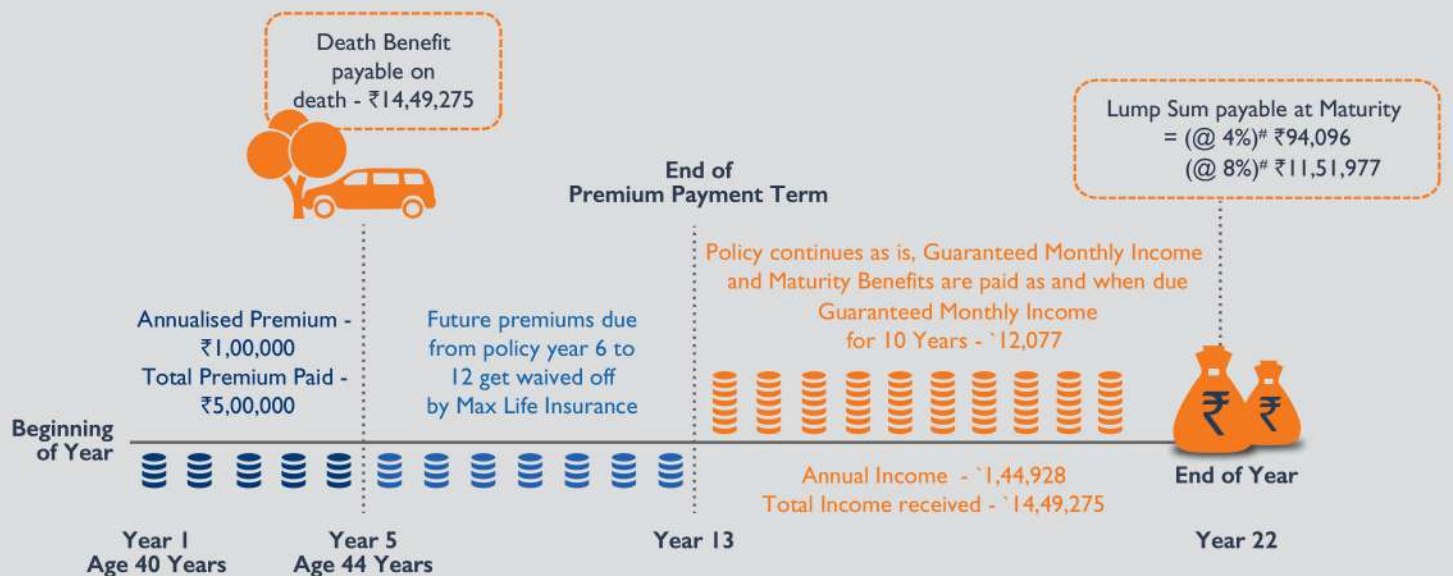 Death Benefit
payable on
death - ₹14,49,275
Lump Sum payable at Maturity
= (@ 4%)# ₹94,096
(@ 8%)# ₹11,51,977
End of
Premium Payment Term
Policy continues as is, Guaranteed Monthly Income
and Maturity Benefits are paid as and when due
Guaranteed Monthly Income
for 10 Years - `12,077
Annualised Premium -
₹1,00,000
Total Premium Paid -
₹5,00,000
Future premiums due
from policy year 6 to
12 get waived off
by Max Life Insurance
₹ ₹
Beginning
of Year
Annual Income - `1,44,928
Total Income received - `14,49,275
End of Year
Year 1
Age 40 Years
Year 5
Age 44 Years
Year 13
Year 22